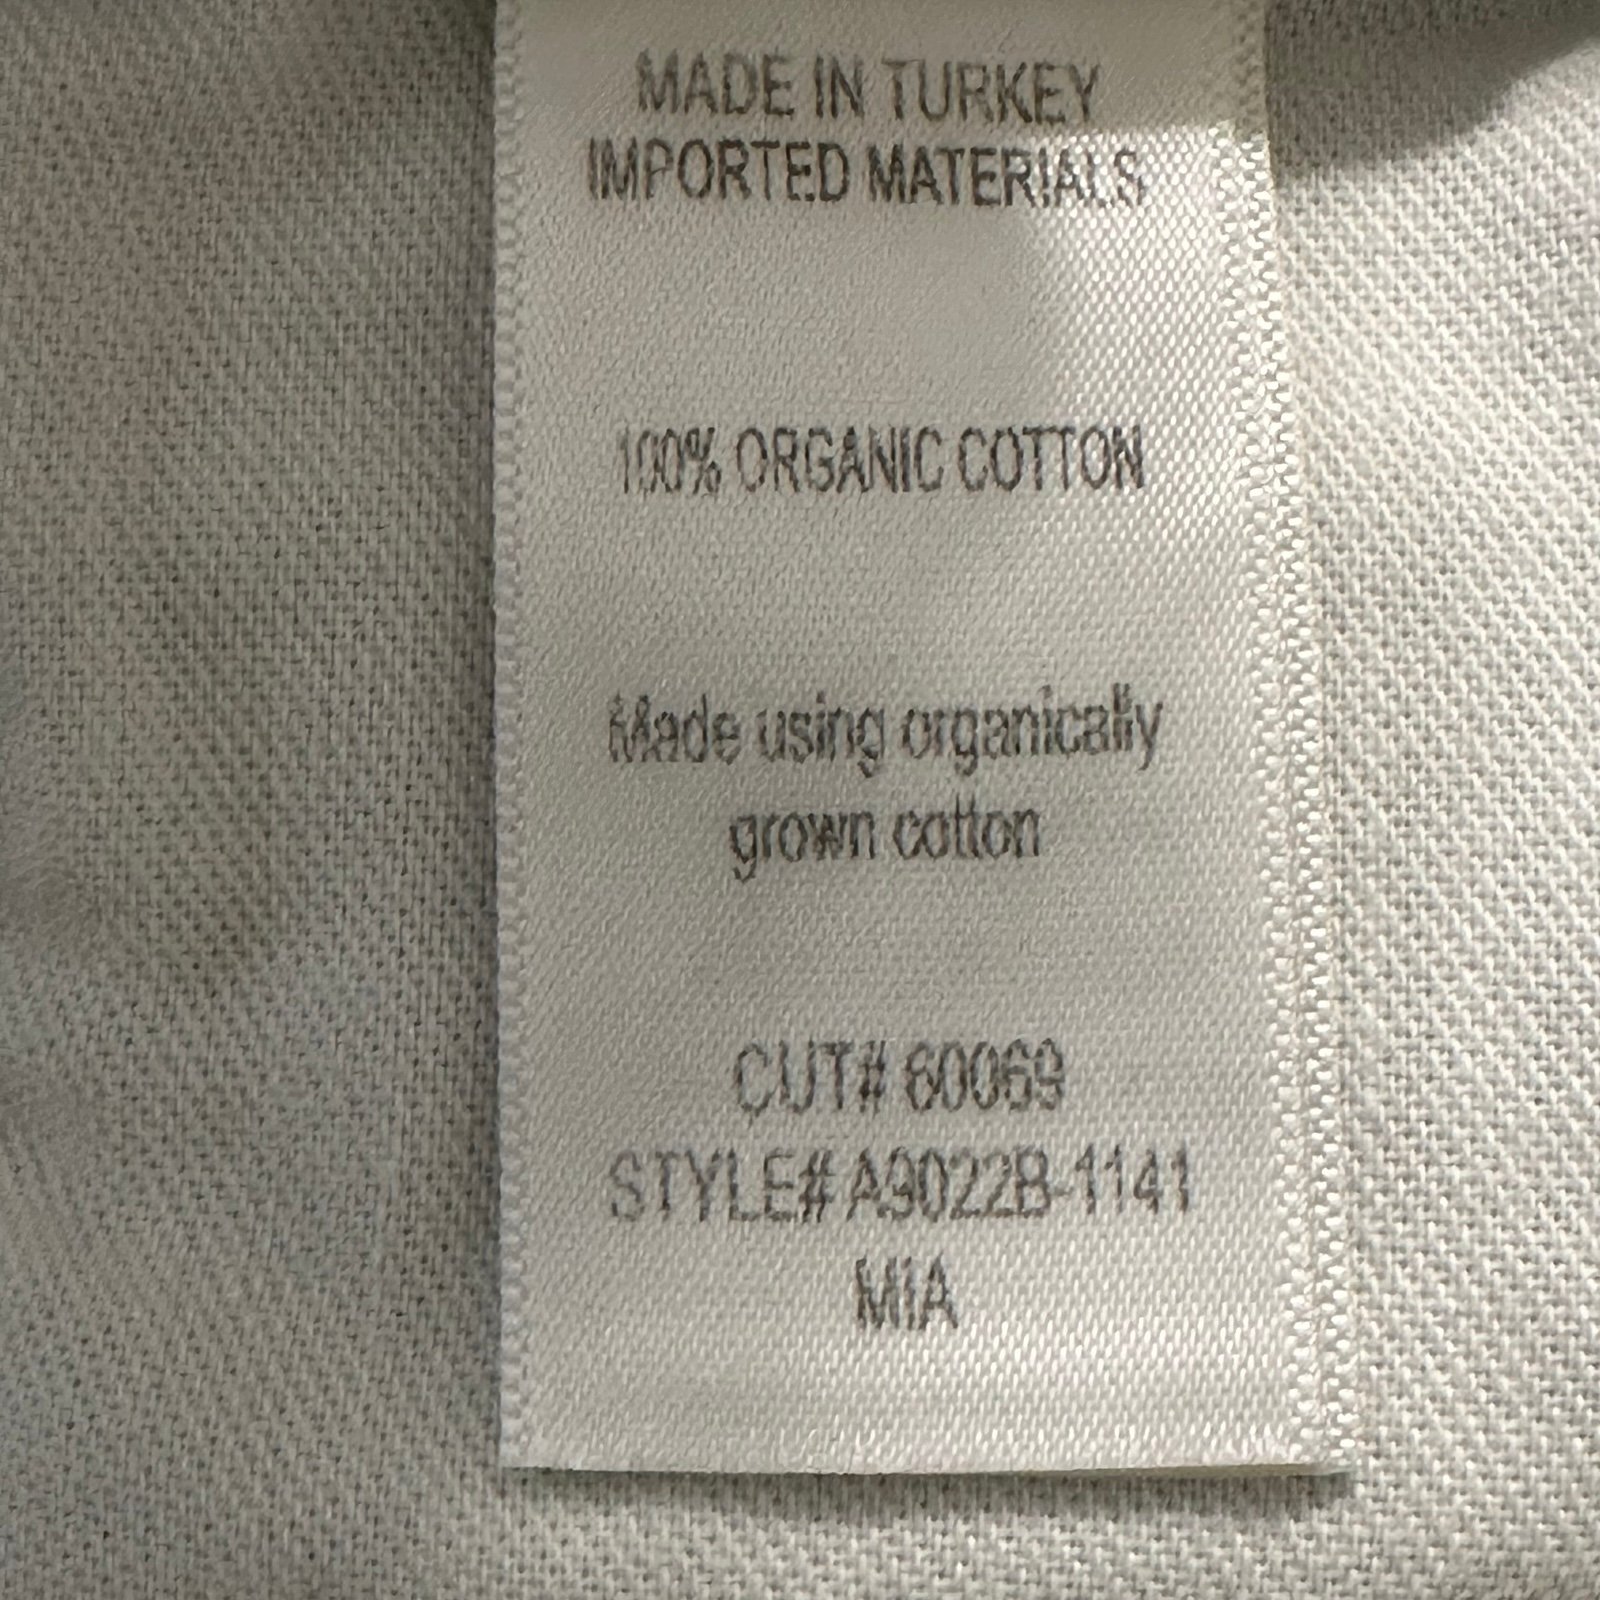 MADE IN TURKEY
IMPORTED MATERIALS
100% ORGANIC COTTON
Made using organically
grown cotton
CUT# 60069
STYLE# A9022B-1141
MIA